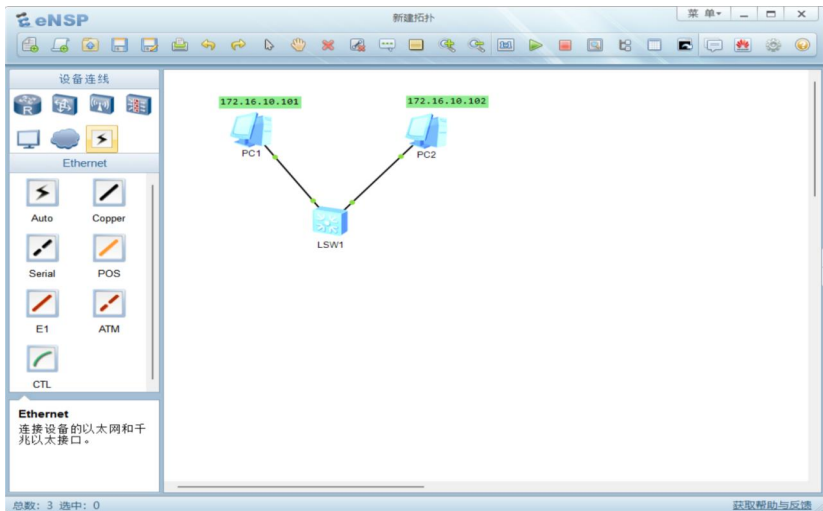 eNSP
新建拓扑
菜 单
设备连线
Ethernet
Auto
Copper
Serial
POS
E1
ATM
CTL
Ethernet
连接设备的以太网和千
兆以太接口。
172.16.10.101
172.16.10.102
PC1
PC2
LSW1
总数: 3 选中: 0
获取帮助与反馈